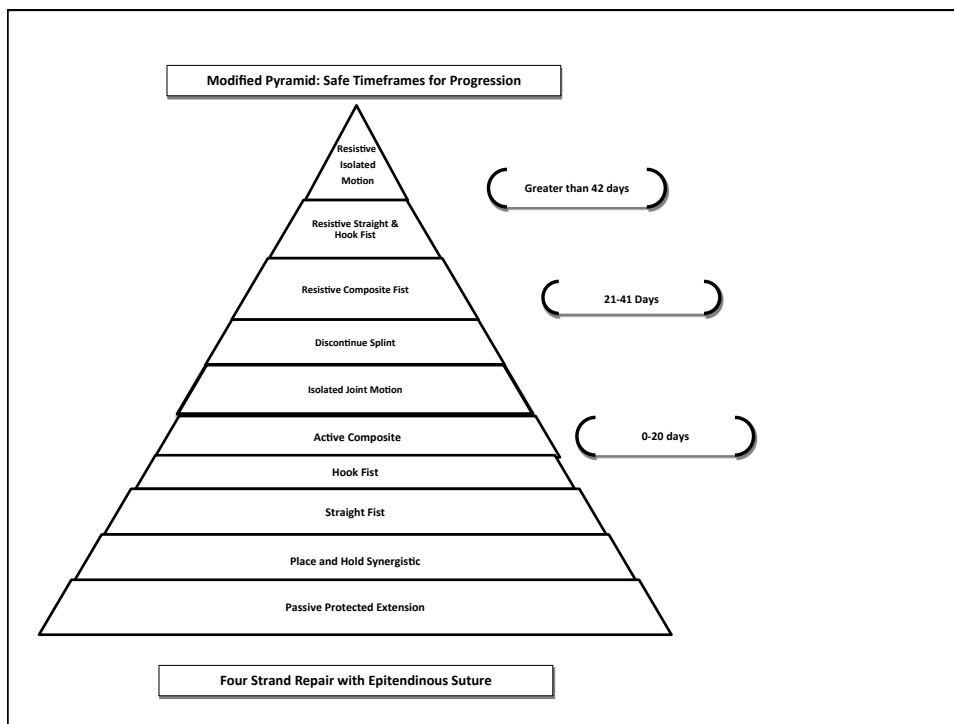 Modified Pyramid: Safe Timeframes for Progression
Resistive
Isolated
Motion
Greater than 42 days
Resistive Straight &
Hook Fist
Resistive Composite Fist
21-41 Days
Discontinue Splint
Isolated Joint Motion
Active Composite
0-20 days
Hook Fist
Straight Fist
Place and Hold Synergistic
Passive Protected Extension
Four Strand Repair with Epitendinous Suture